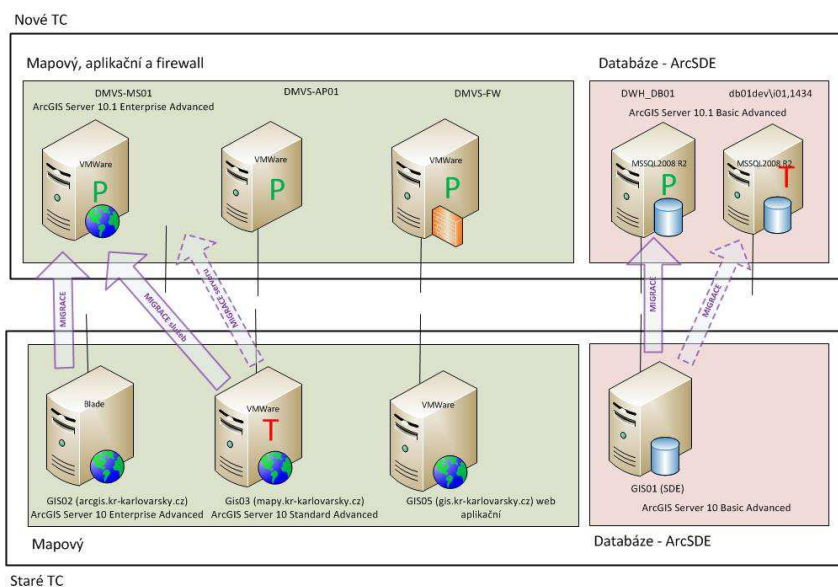 Nové TC
Mapový, aplikační a firewall
Databáze - ArcSDE
DMVS-MS01
ArcGIS Server 10.1 Enterprise Advanced
DMVS-AP01
DMVS-FW
DWH_DB01
db01dev\i01,1434
ArcGIS Server 10.1 Basic Advanced
VMWare
P
VMWare
P
VMWare
P
MSSQL2008 R2
P
MSSQL2008 R2
T
MIGRACE
MIGRACE služeb
MIGRACE serveru
MIGRACE
MIGRACE
Blade
VMWare
T
VMWare
GIS02 (arcgis.kr-karlovarsky.cz)
ArcGIS Server 10 Enterprise Advanced
Gis03 (mapy.kr-karlovarsky.cz)
ArcGIS Server 10 Standard Advanced
GIS05 (gis.kr-karlovarsky.cz) web
aplikační
GIS01 (SDE)
ArcGIS Server 10 Basic Advanced
Mapový
Databáze - ArcSDE
Staré TC